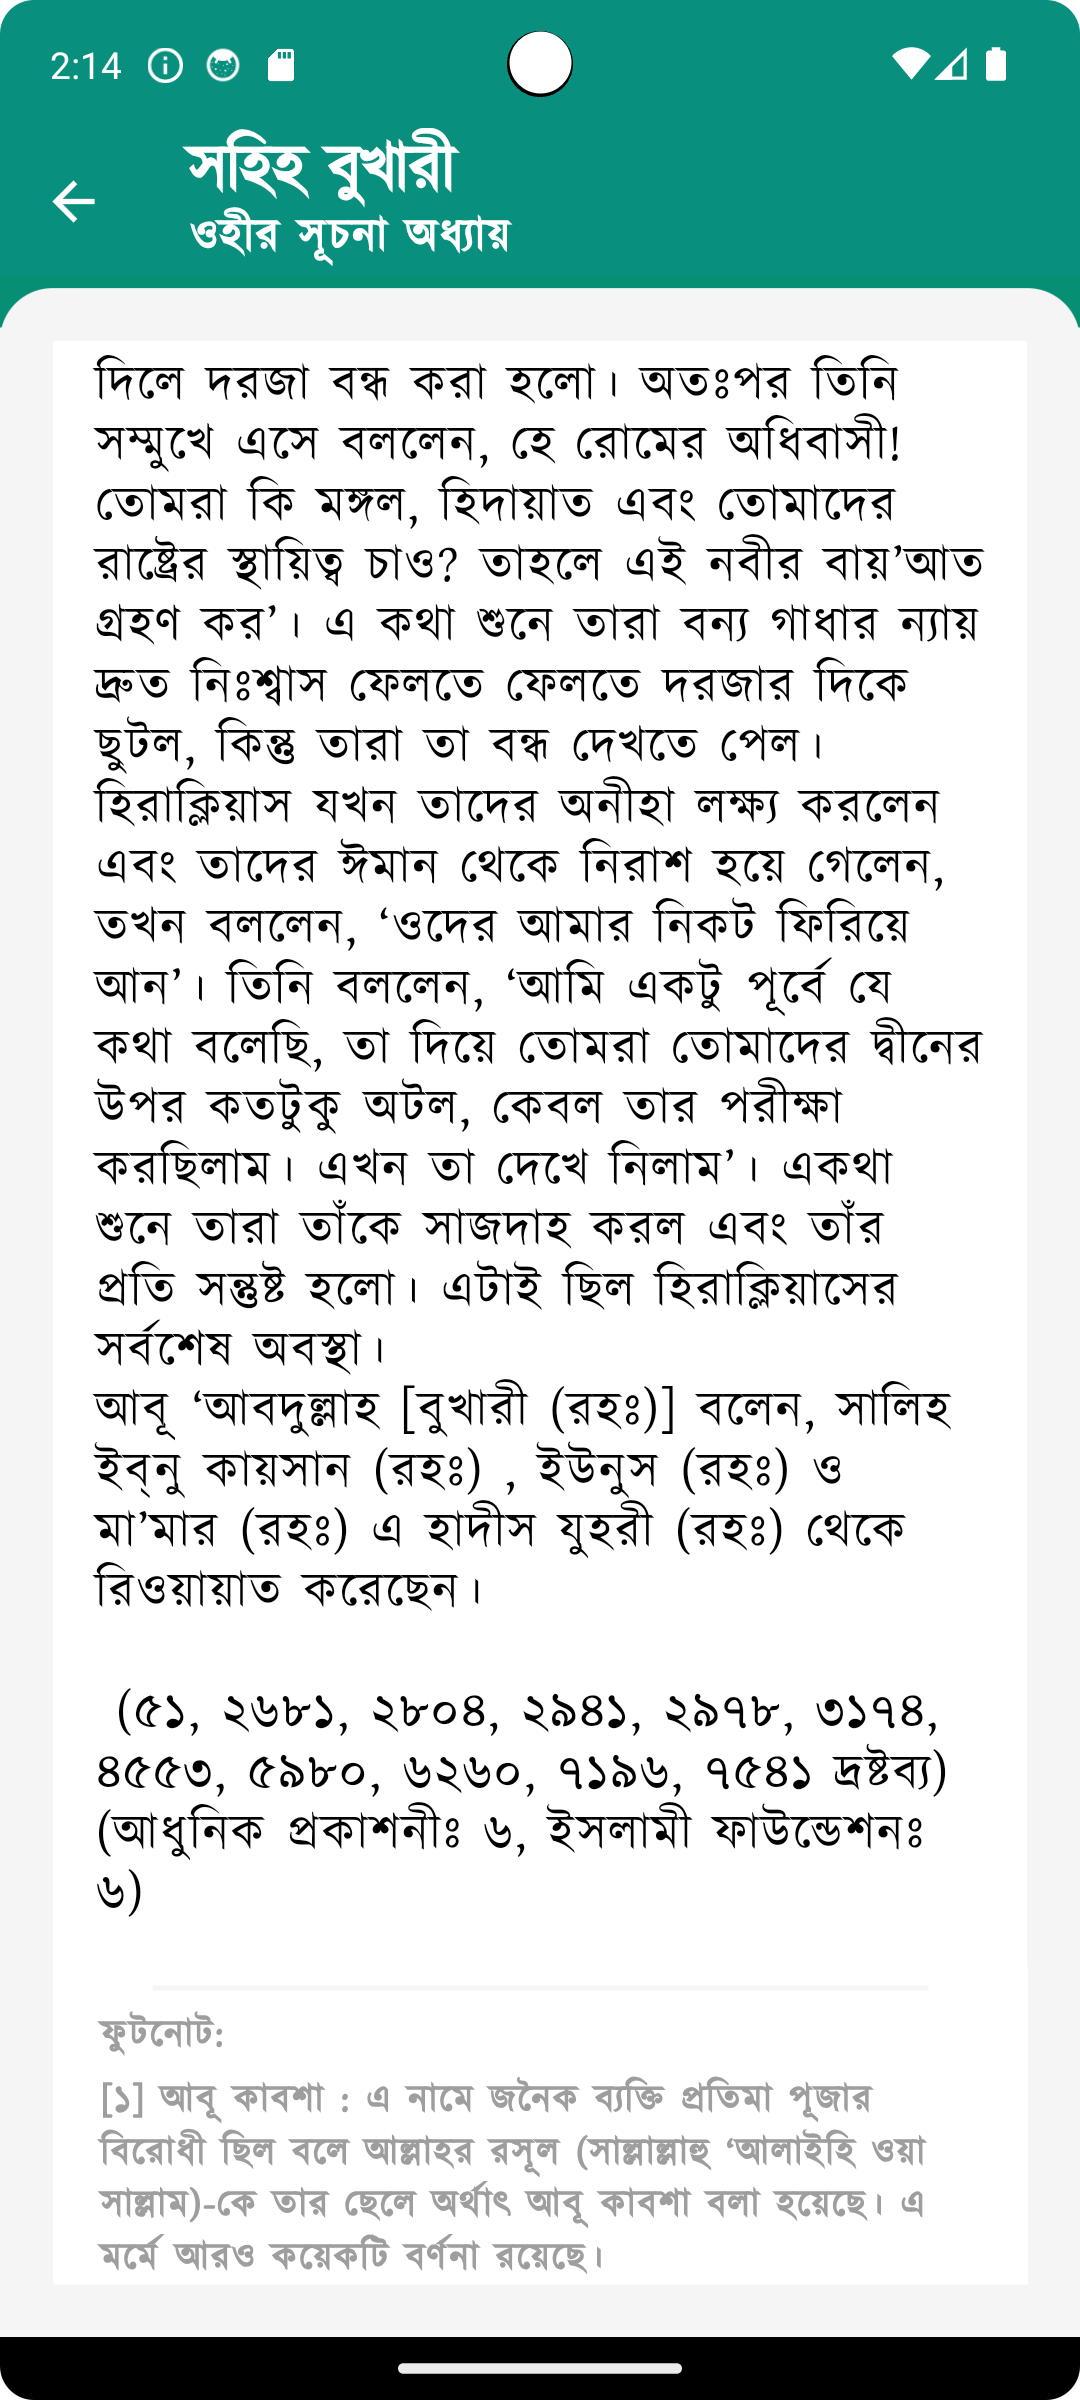 2:14
সহিহ বুখারী
ওহীর সূচনা অধ্যায়
দিলে দরজা বন্ধ করা হলো। অতঃপর তিনি
সম্মুখে এসে বললেন, হে রোমের অধিবাসী!
তোমরা কি মঙ্গল, হিদায়াত এবং তোমাদের
রাষ্ট্রের স্থায়িত্ব চাও? তাহলে এই নবীর বায়’আত
গ্রহণ কর’। এ কথা শুনে তারা বন্য গাধার ন্যায়
দ্রুত নিঃশ্বাস ফেলতে ফেলতে দরজার দিকে
ছুটল, কিন্তু তারা তা বন্ধ দেখতে পেল।
হিরাক্লিয়াস যখন তাদের অনীহা লক্ষ্য করলেন
এবং তাদের ঈমান থেকে নিরাশ হয়ে গেলেন,
তখন বললেন, ‘ওদের আমার নিকট ফিরিয়ে
আন’। তিনি বললেন, ‘আমি একটু পূর্বে যে
কথা বলেছি, তা দিয়ে তোমরা তোমাদের দ্বীনের
উপর কতটুকু অটল, কেবল তার পরীক্ষা
করছিলাম। এখন তা দেখে নিলাম’। একথা
শুনে তারা তাঁকে সাজদাহ করল এবং তাঁর
প্রতি সন্তুষ্ট হলো। এটাই ছিল হিরাক্লিয়াসের
সর্বশেষ অবস্থা।
আবূ ‘আবদুল্লাহ [বুখারী (রহঃ)] বলেন, সালিহ
ইব্‌নু কায়সান (রহঃ) , ইউনুস (রহঃ) ও
মা’মার (রহঃ) এ হাদীস যুহরী (রহঃ) থেকে
রিওয়ায়াত করেছেন।
(৫১, ২৬৮১, ২৮০৪, ২৯৪১, ২৯৭৮, ৩১৭৪,
৪৫৫৩, ৫৯৮০, ৬২৬০, ৭১৯৬, ৭৫৪১ দ্রষ্টব্য)
(আধুনিক প্রকাশনীঃ ৬, ইসলামী ফাউন্ডেশনঃ
৬)
ফুটনোট:
[১] আবূ কাবশা : এ নামে জনৈক ব্যক্তি প্রতিমা পূজার
বিরোধী ছিল বলে আল্লাহর রসূল (সাল্লাল্লাহু ‘আলাইহি ওয়া
সাল্লাম)-কে তার ছেলে অর্থাৎ আবূ কাবশা বলা হয়েছে। এ
মর্মে আরও কয়েকটি বর্ণনা রয়েছে।